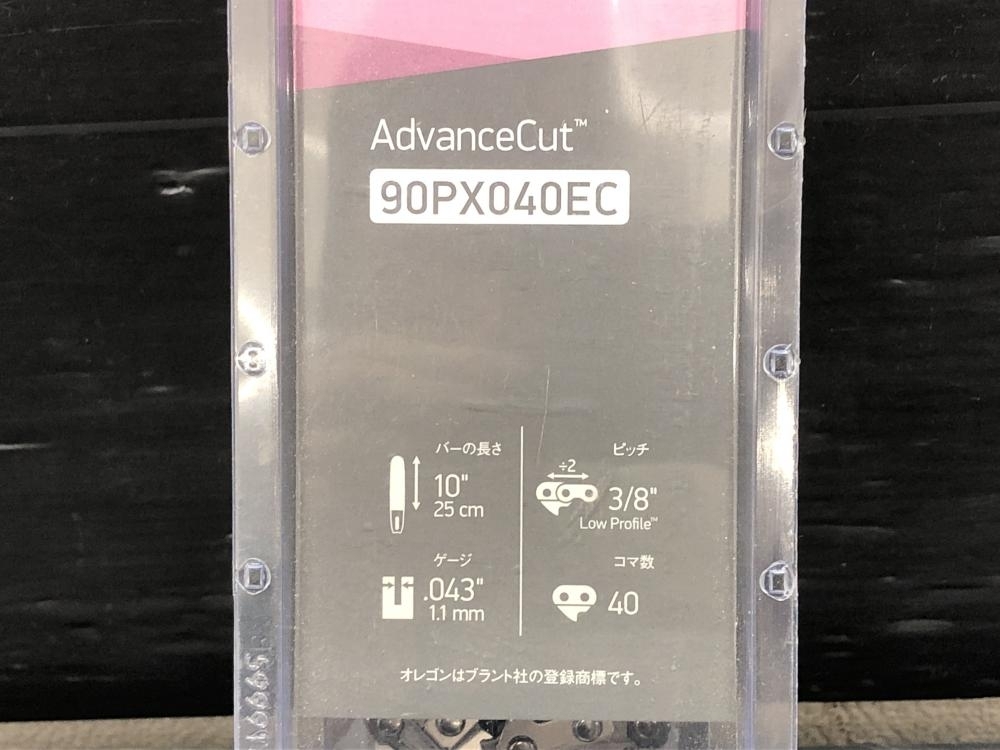 AdvanceCut™
90PX040EC
バーの長さ
10"
25 cm
ピッチ
÷2
3/8"
Low Profile™
ゲージ
.043"
1.1 mm
コマ数
40
オレゴンはブラント社の登録商標です。